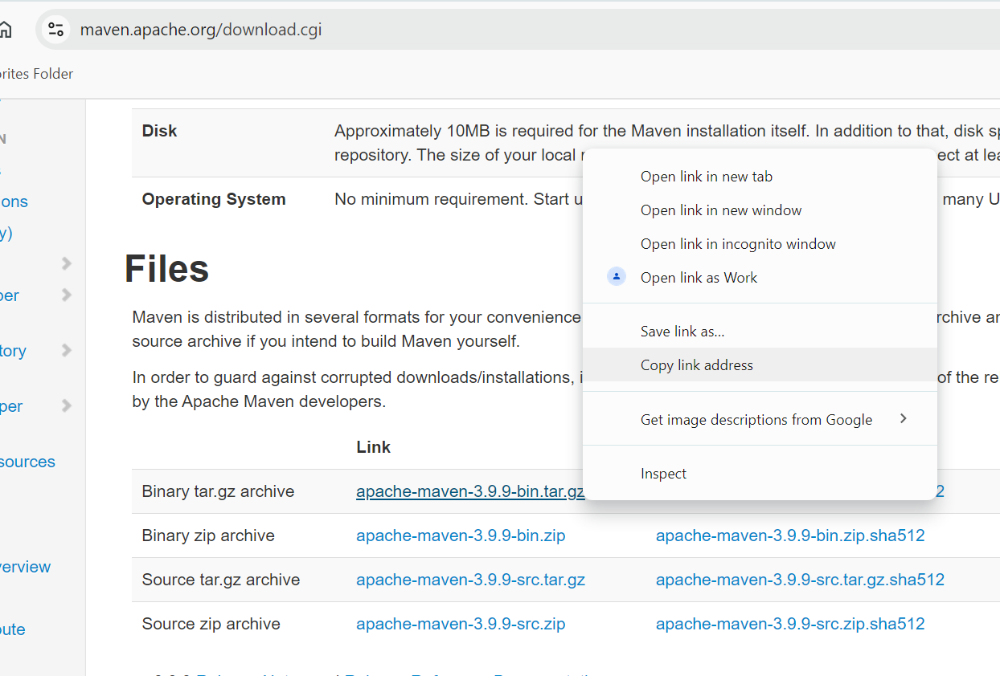 maven.apache.org/download.cgi
rites Folder
N
ons
y)
per
tory
per
sources
verview
oute
Disk
Approximately 10MB is required for the Maven installation itself. In addition to that, disk sp
repository. The size of your local r ect at lea
Operating System
No minimum requirement. Start u many U
Files
Maven is distributed in several formats for your convenience rchive an
source archive if you intend to build Maven yourself.
In order to guard against corrupted downloads/installations, i of the re
by the Apache Maven developers.
Link
Binary tar.gz archive apache-maven-3.9.9-bin.tar.gz 2
Binary zip archive apache-maven-3.9.9-bin.zip apache-maven-3.9.9-bin.zip.sha512
Source tar.gz archive apache-maven-3.9.9-src.tar.gz apache-maven-3.9.9-src.tar.gz.sha512
Source zip archive apache-maven-3.9.9-src.zip apache-maven-3.9.9-src.zip.sha512
Open link in new tab
Open link in new window
Open link in incognito window
Open link as Work
Save link as...
Copy link address
Get image descriptions from Google
Inspect